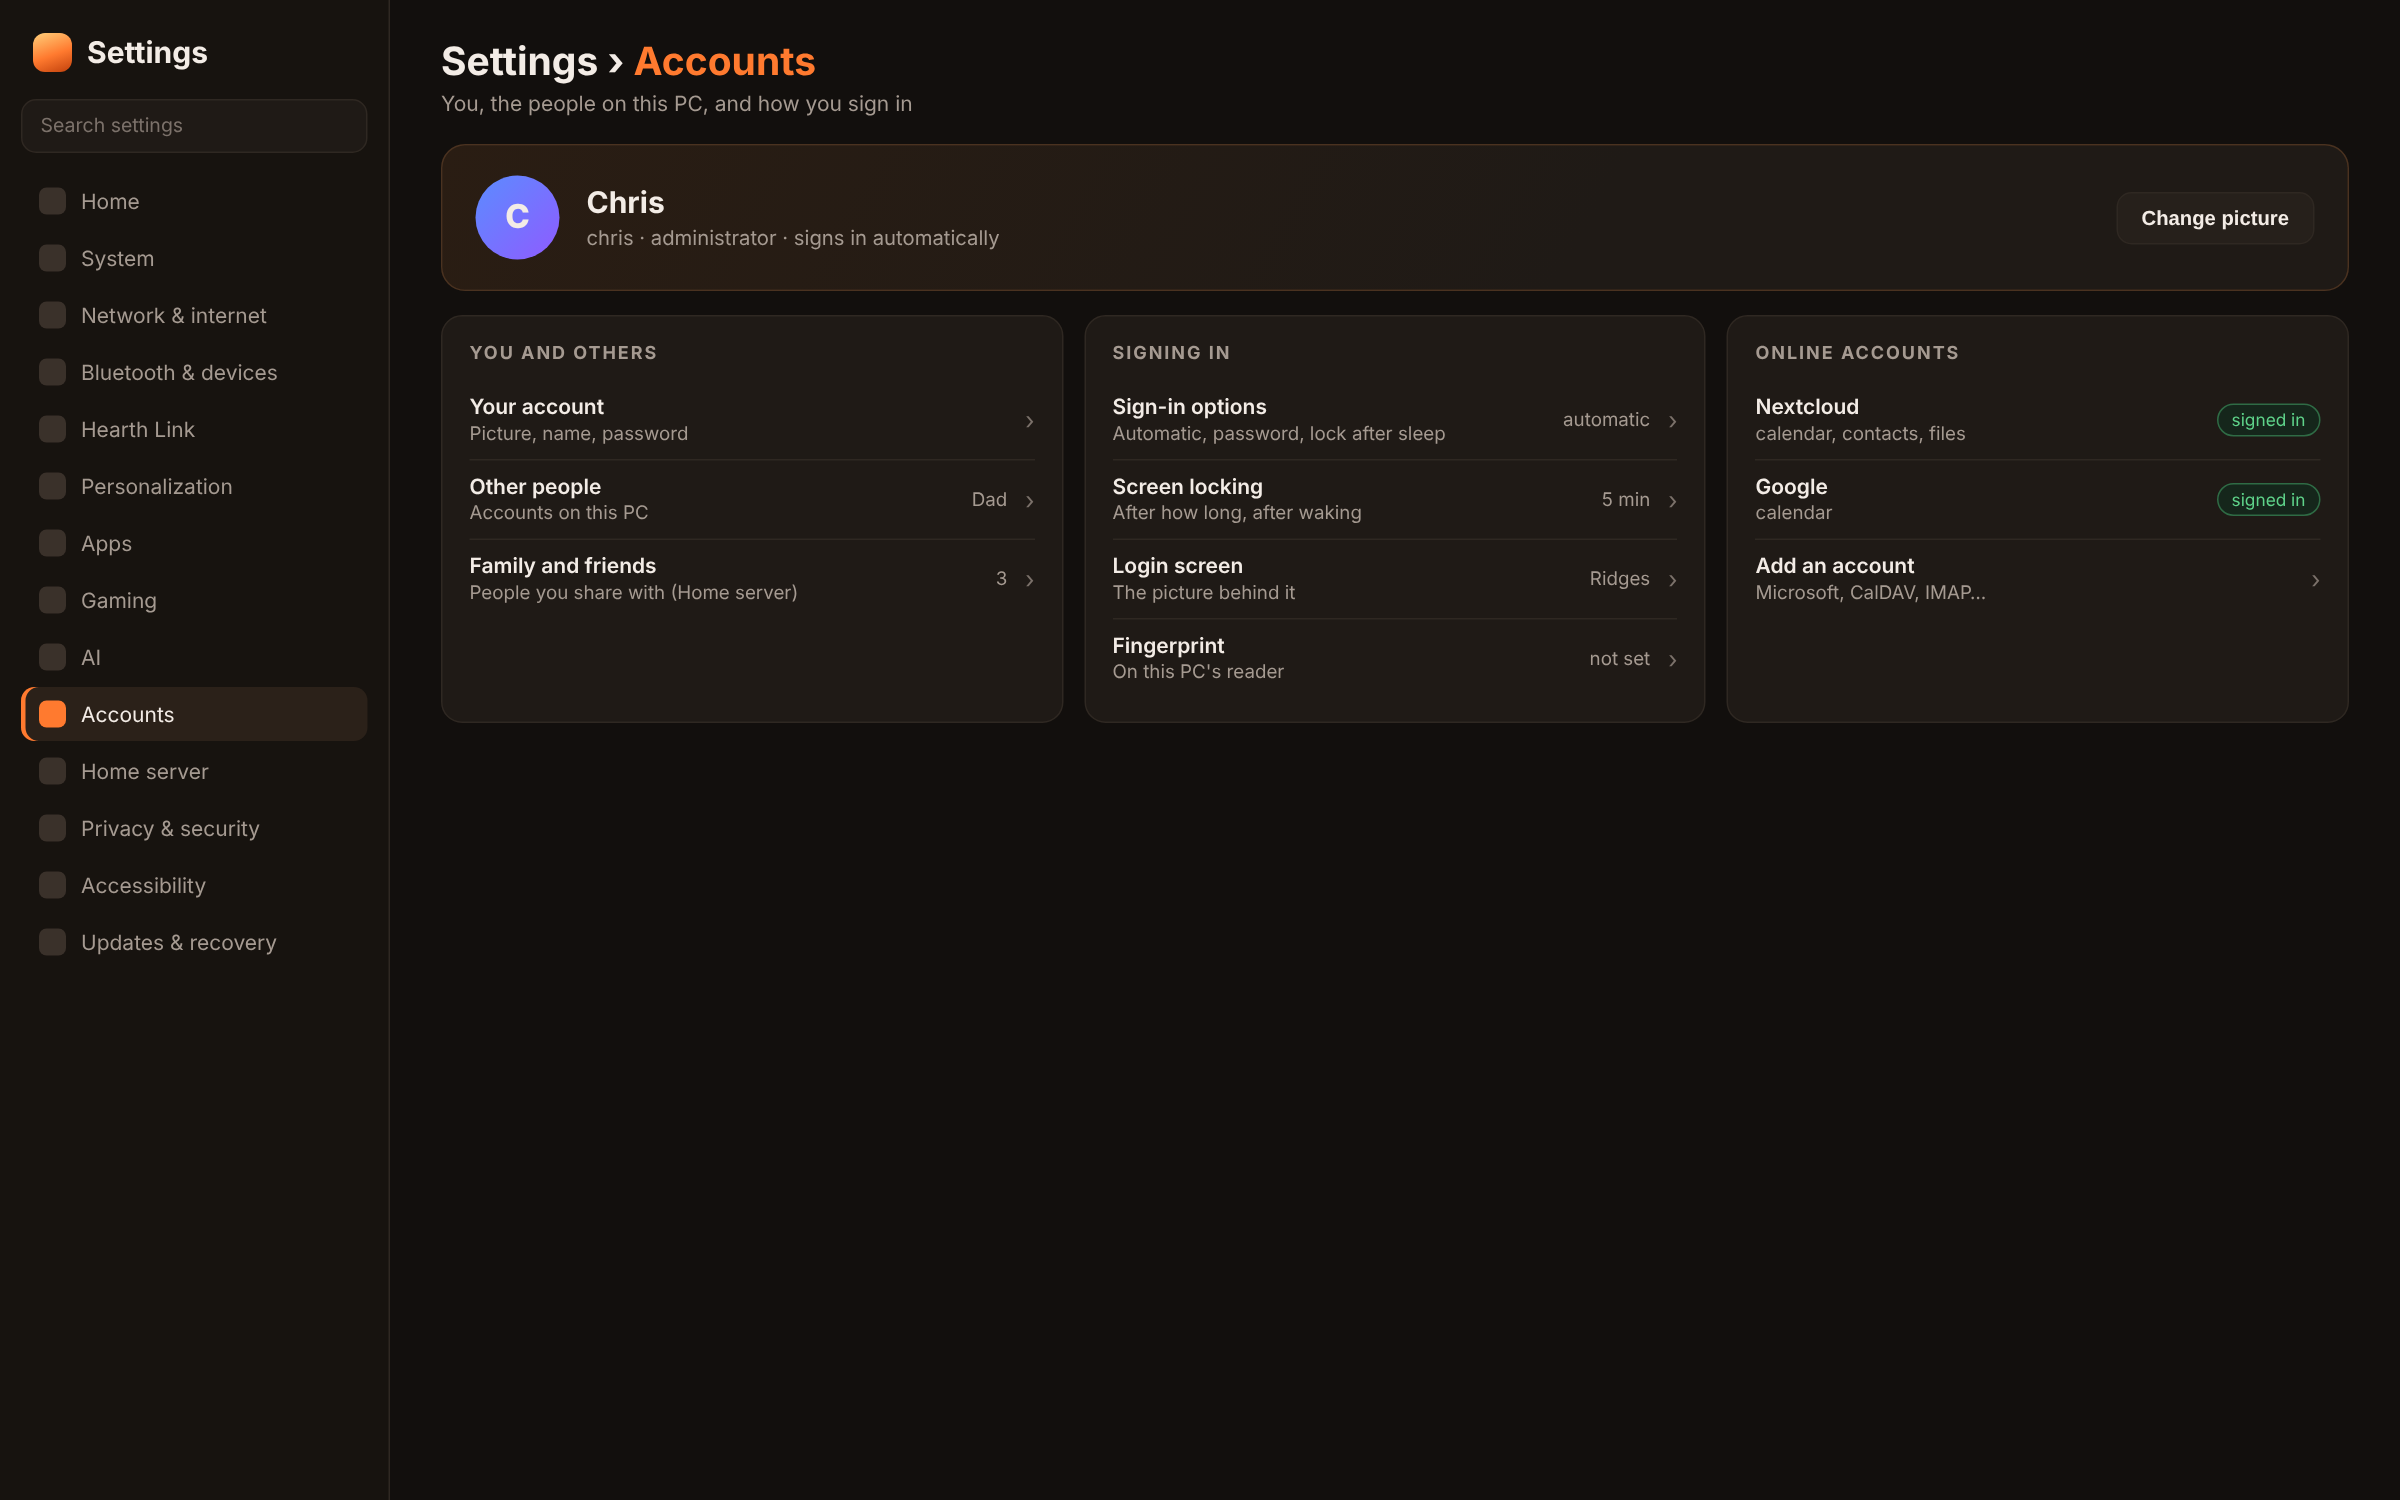 Settings
Search settings
Home
System
Network & internet
Bluetooth & devices
Hearth Link
Personalization
Apps
Gaming
AI
Accounts
Home server
Privacy & security
Accessibility
Updates & recovery
Settings › Accounts
You, the people on this PC, and how you sign in
C
Chris
chris · administrator · signs in automatically
Change picture
YOU AND OTHERS
Your account
Picture, name, password
›
Other people
Accounts on this PC
Dad ›
Family and friends
People you share with (Home server)
3 ›
SIGNING IN
Sign-in options
Automatic, password, lock after sleep
automatic ›
Screen locking
After how long, after waking
5 min ›
Login screen
The picture behind it
Ridges ›
Fingerprint
On this PC's reader
not set ›
ONLINE ACCOUNTS
Nextcloud
calendar, contacts, files
signed in
Google
calendar
signed in
Add an account
Microsoft, CalDAV, IMAP...
›